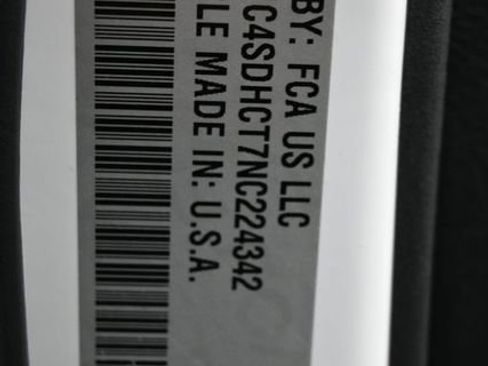 BY: FCA US LLC
C4SDHCT7NC224342
LE MADE IN: U.S.A.